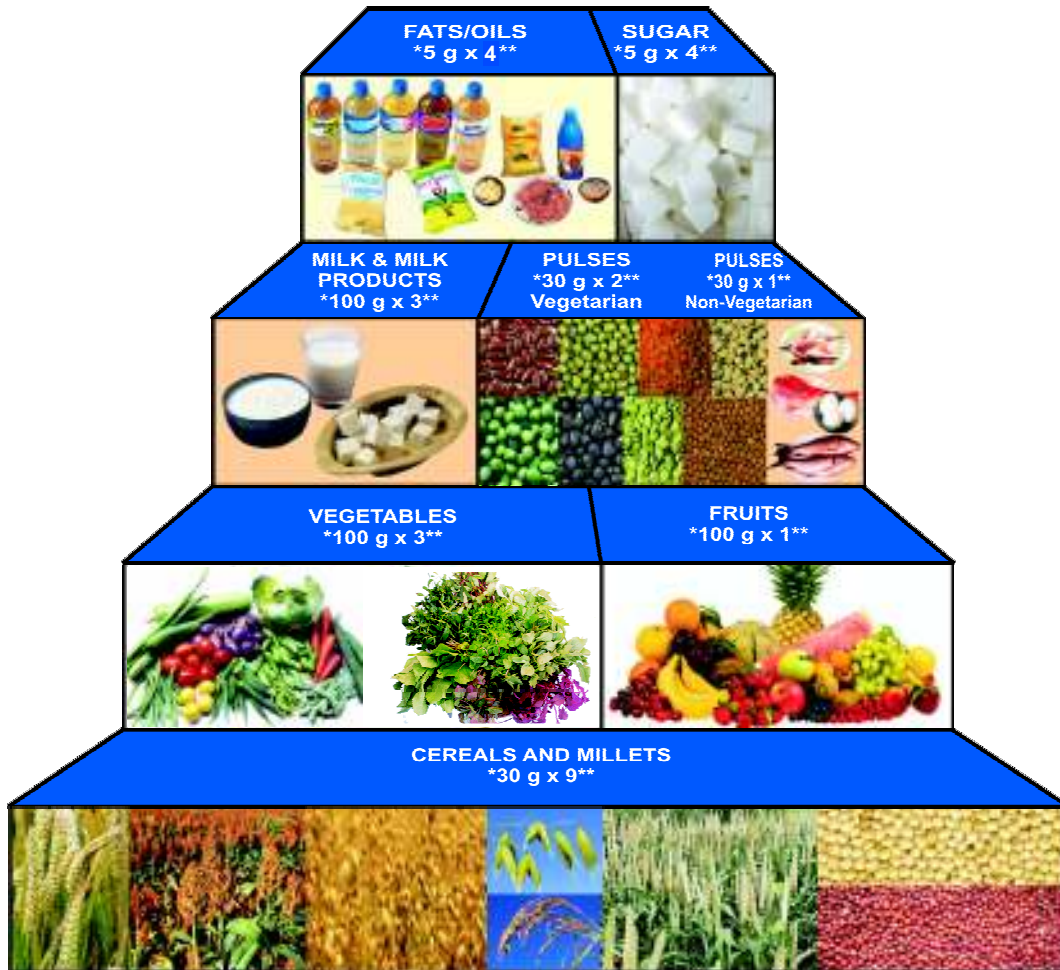 FATS/OILS
*5 g x 4**
SUGAR
*5 g x 4**
MILK & MILK
PRODUCTS
*100 g x 3**
PULSES
*30 g x 2**
Vegetarian
PULSES
*30 g x 1**
Non-Vegetarian
VEGETABLES
*100 g x 3**
FRUITS
*100 g x 1**
CEREALS AND MILLETS
*30 g x 9**